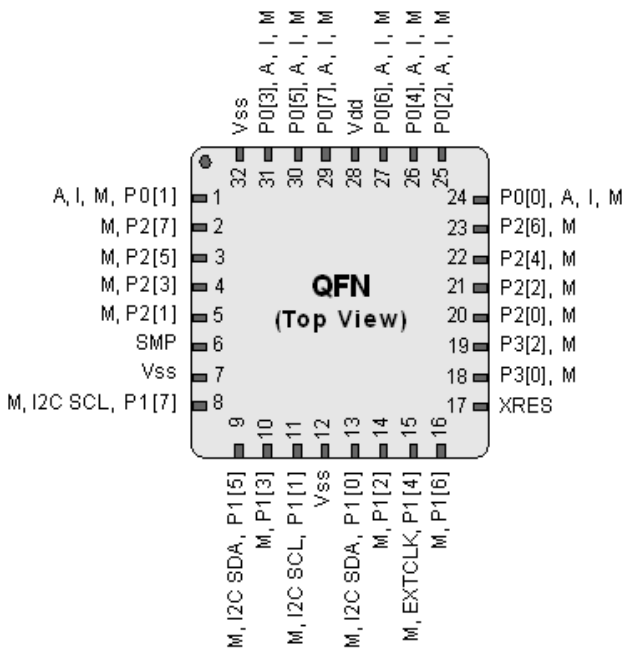 Vss
P0[3], A, I, M
P0[5], A, I, M
P0[7], A, I, M
Vdd
P0[6], A, I, M
P0[4], A, I, M
P0[2], A, I, M
32
31
30
29
28
27
26
25
A, I, M, P0[1] 1
M, P2[7] 2
M, P2[5] 3
M, P2[3] 4
M, P2[1] 5
SMP 6
Vss 7
M, I2C SCL, P1[7] 8
QFN
(Top View)
24 P0[0], A, I, M
23 P2[6], M
22 P2[4], M
21 P2[2], M
20 P2[0], M
19 P3[2], M
18 P3[0], M
17 XRES
9
10
11
12
13
14
15
16
M, I2C SDA, P1[5]
M, P1[3]
M, I2C SCL, P1[1]
Vss
M, I2C SDA, P1[0]
M, P1[2]
M, EXTCLK, P1[4]
M, P1[6]